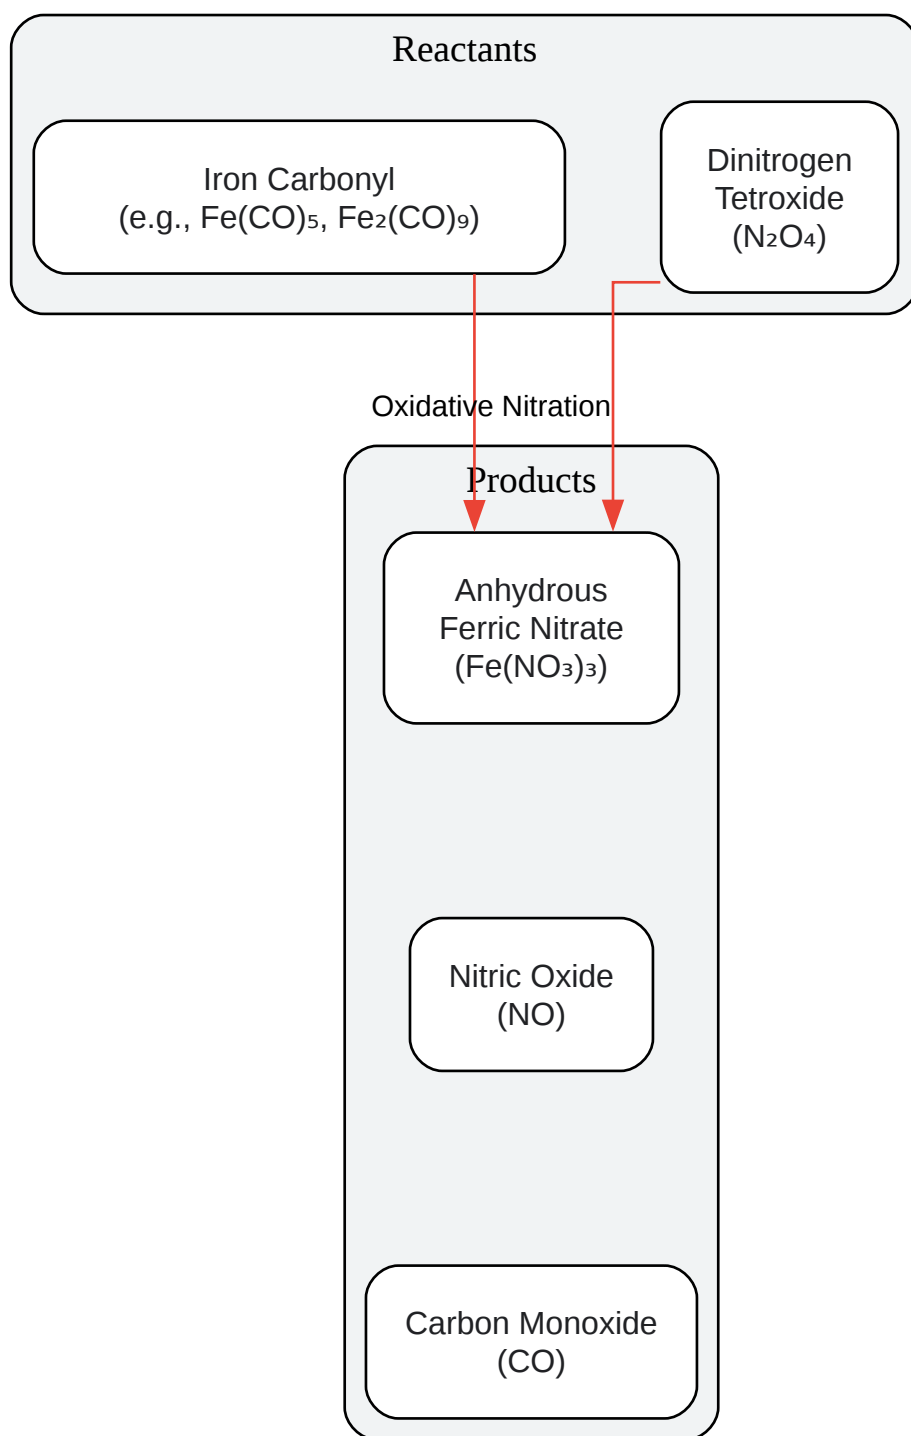 Reactants
Iron Carbonyl
(e.g., Fe(CO)₅, Fe₂(CO)₉)
Dinitrogen
Tetroxide
(N₂O₄)
Oxidative Nitration
Products
Anhydrous
Ferric Nitrate
(Fe(NO₃)₃)
Nitric Oxide
(NO)
Carbon Monoxide
(CO)